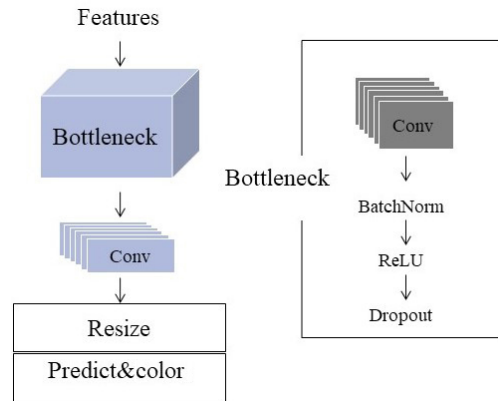 Features
Bottleneck
Conv
Resize
Predict&color
Bottleneck
Conv
BatchNorm
ReLU
Dropout